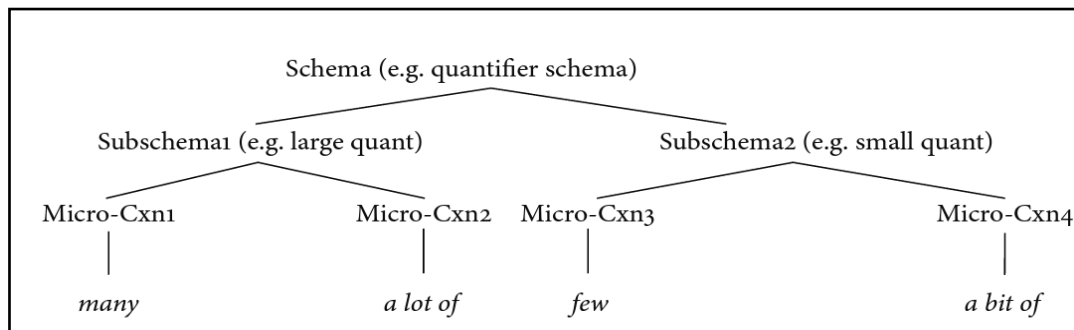 Schema (e.g. quantifier schema)
Subschema1 (e.g. large quant) Subschema2 (e.g. small quant)
Micro-Cxn1 Micro-Cxn2 Micro-Cxn3 Micro-Cxn4
many a lot of few a bit of